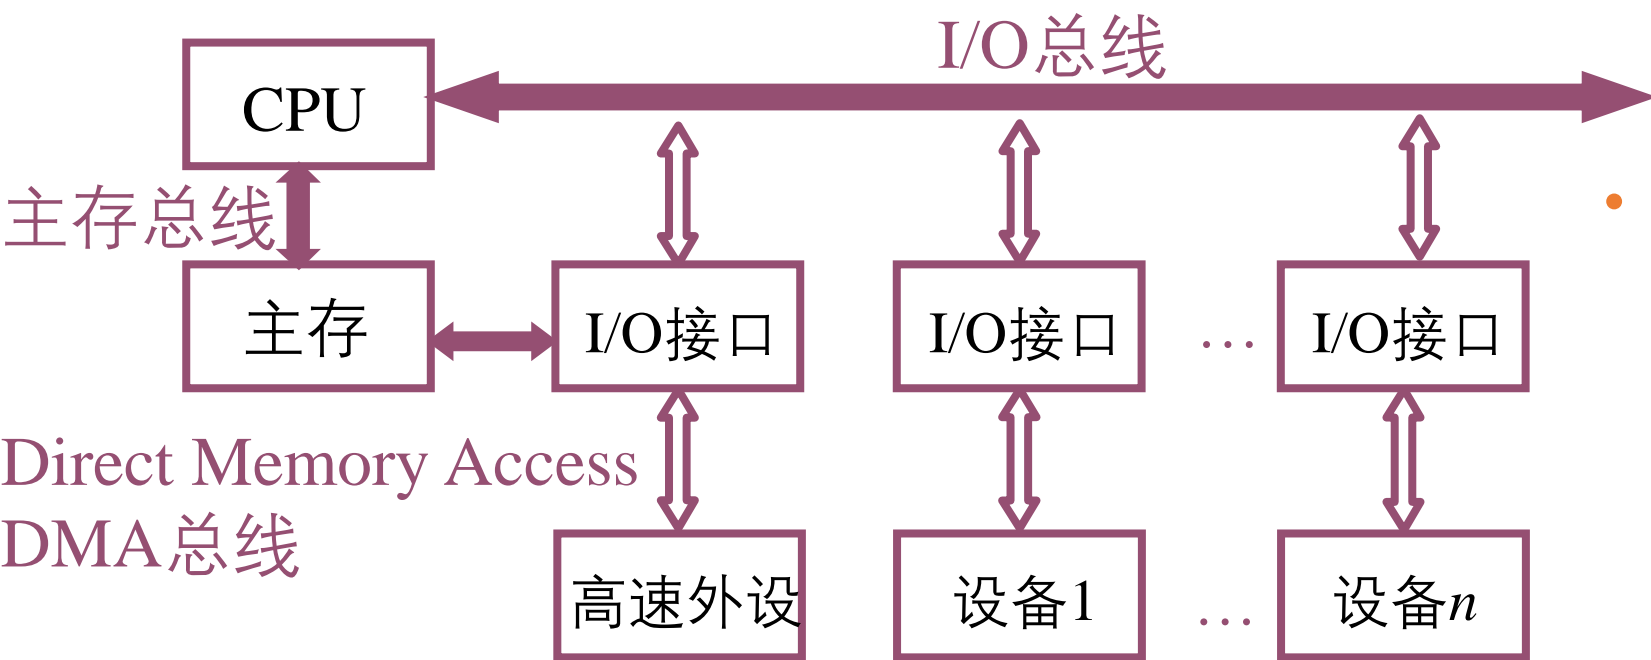 I/O总线
CPU
主存总线
主存
I/O接口
I/O接口
…
I/O接口
Direct Memory Access
DMA总线
高速外设
设备1
…
设备n